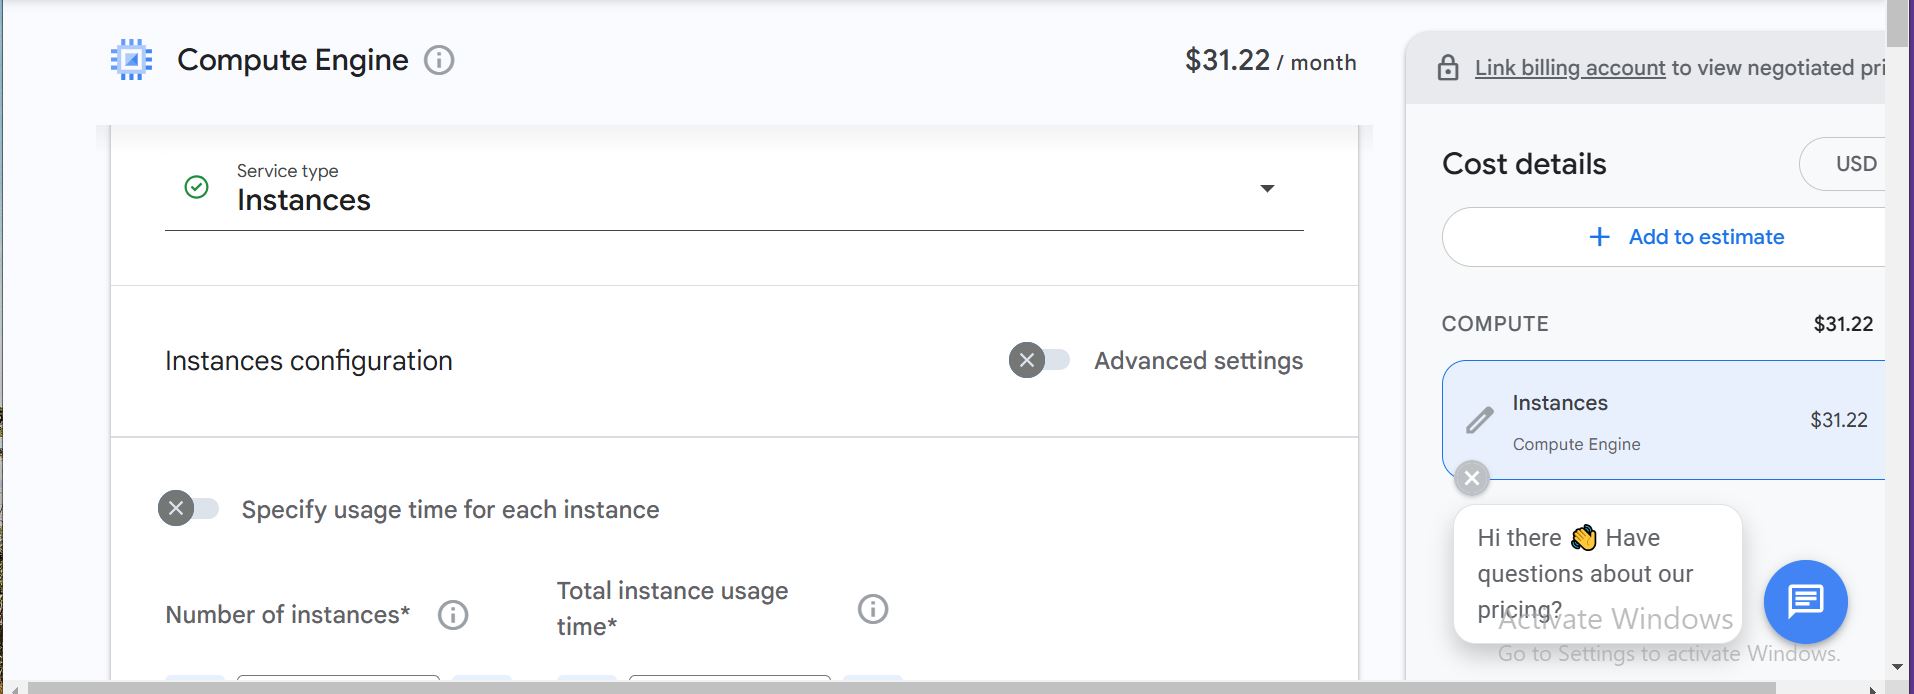 Compute Engine
$31.22 / month
Link billing account to view negotiated pri
Service type
Instances
Cost details
USD
Add to estimate
COMPUTE
$31.22
Instances configuration
Advanced settings
Instances
Compute Engine
$31.22
Specify usage time for each instance
Hi there 👋 Have
questions about our
pricing?
Number of instances*
Total instance usage
time*
Activate Windows
Go to Settings to activate Windows.